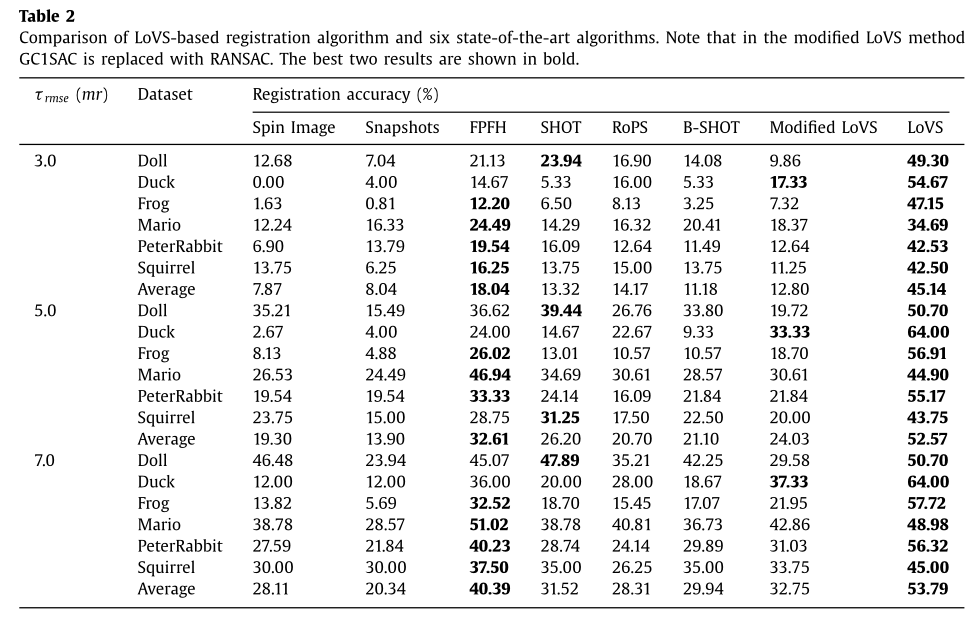 Table 2
Comparison of LoVS-based registration algorithm and six state-of-the-art algorithms. Note that in the modified LoVS method
GC1SAC is replaced with RANSAC. The best two results are shown in bold.
τrmse (mr) Dataset Registration accuracy (%)
Spin Image Snapshots FPFH SHOT RoPS B-SHOT Modified LoVS LoVS
3.0 Doll 12.68 7.04 21.13 23.94 16.90 14.08 9.86 49.30
Duck 0.00 4.00 14.67 5.33 16.00 5.33 17.33 54.67
Frog 1.63 0.81 12.20 6.50 8.13 3.25 7.32 47.15
Mario 12.24 16.33 24.49 14.29 16.32 20.41 18.37 34.69
PeterRabbit 6.90 13.79 19.54 16.09 12.64 11.49 12.64 42.53
Squirrel 13.75 6.25 16.25 13.75 15.00 13.75 11.25 42.50
Average 7.87 8.04 18.04 13.32 14.17 11.18 12.80 45.14
5.0 Doll 35.21 15.49 36.62 39.44 26.76 33.80 19.72 50.70
Duck 2.67 4.00 24.00 14.67 22.67 9.33 33.33 64.00
Frog 8.13 4.88 26.02 13.01 10.57 10.57 18.70 56.91
Mario 26.53 24.49 46.94 34.69 30.61 28.57 30.61 44.90
PeterRabbit 19.54 19.54 33.33 24.14 16.09 21.84 21.84 55.17
Squirrel 23.75 15.00 28.75 31.25 17.50 22.50 20.00 43.75
Average 19.30 13.90 32.61 26.20 20.70 21.10 24.03 52.57
7.0 Doll 46.48 23.94 45.07 47.89 35.21 42.25 29.58 50.70
Duck 12.00 12.00 36.00 20.00 28.00 18.67 37.33 64.00
Frog 13.82 5.69 32.52 18.70 15.45 17.07 21.95 57.72
Mario 38.78 28.57 51.02 38.78 40.81 36.73 42.86 48.98
PeterRabbit 27.59 21.84 40.23 28.74 24.14 29.89 31.03 56.32
Squirrel 30.00 30.00 37.50 35.00 26.25 35.00 33.75 45.00
Average 28.11 20.34 40.39 31.52 28.31 29.94 32.75 53.79